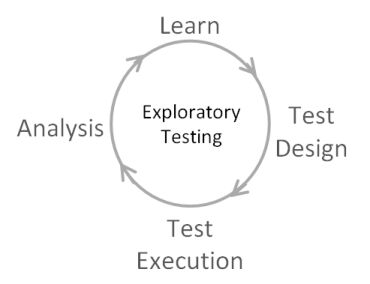 Learn
Exploratory
Testing
Test
Design
Analysis
Test
Execution